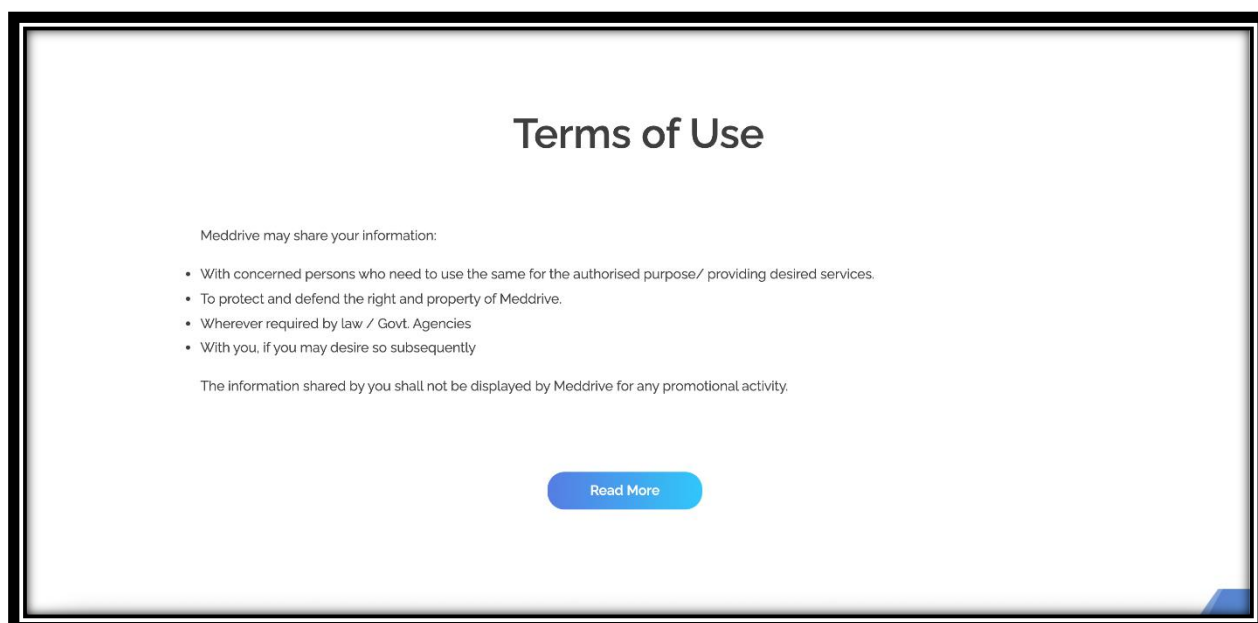 Terms of Use
Meddrive may share your information:
• With concerned persons who need to use the same for the authorised purpose/ providing desired services.
• To protect and defend the right and property of Meddrive.
• Wherever required by law / Govt. Agencies
• With you, if you may desire so subsequently
The information shared by you shall not be displayed by Meddrive for any promotional activity.
Read More